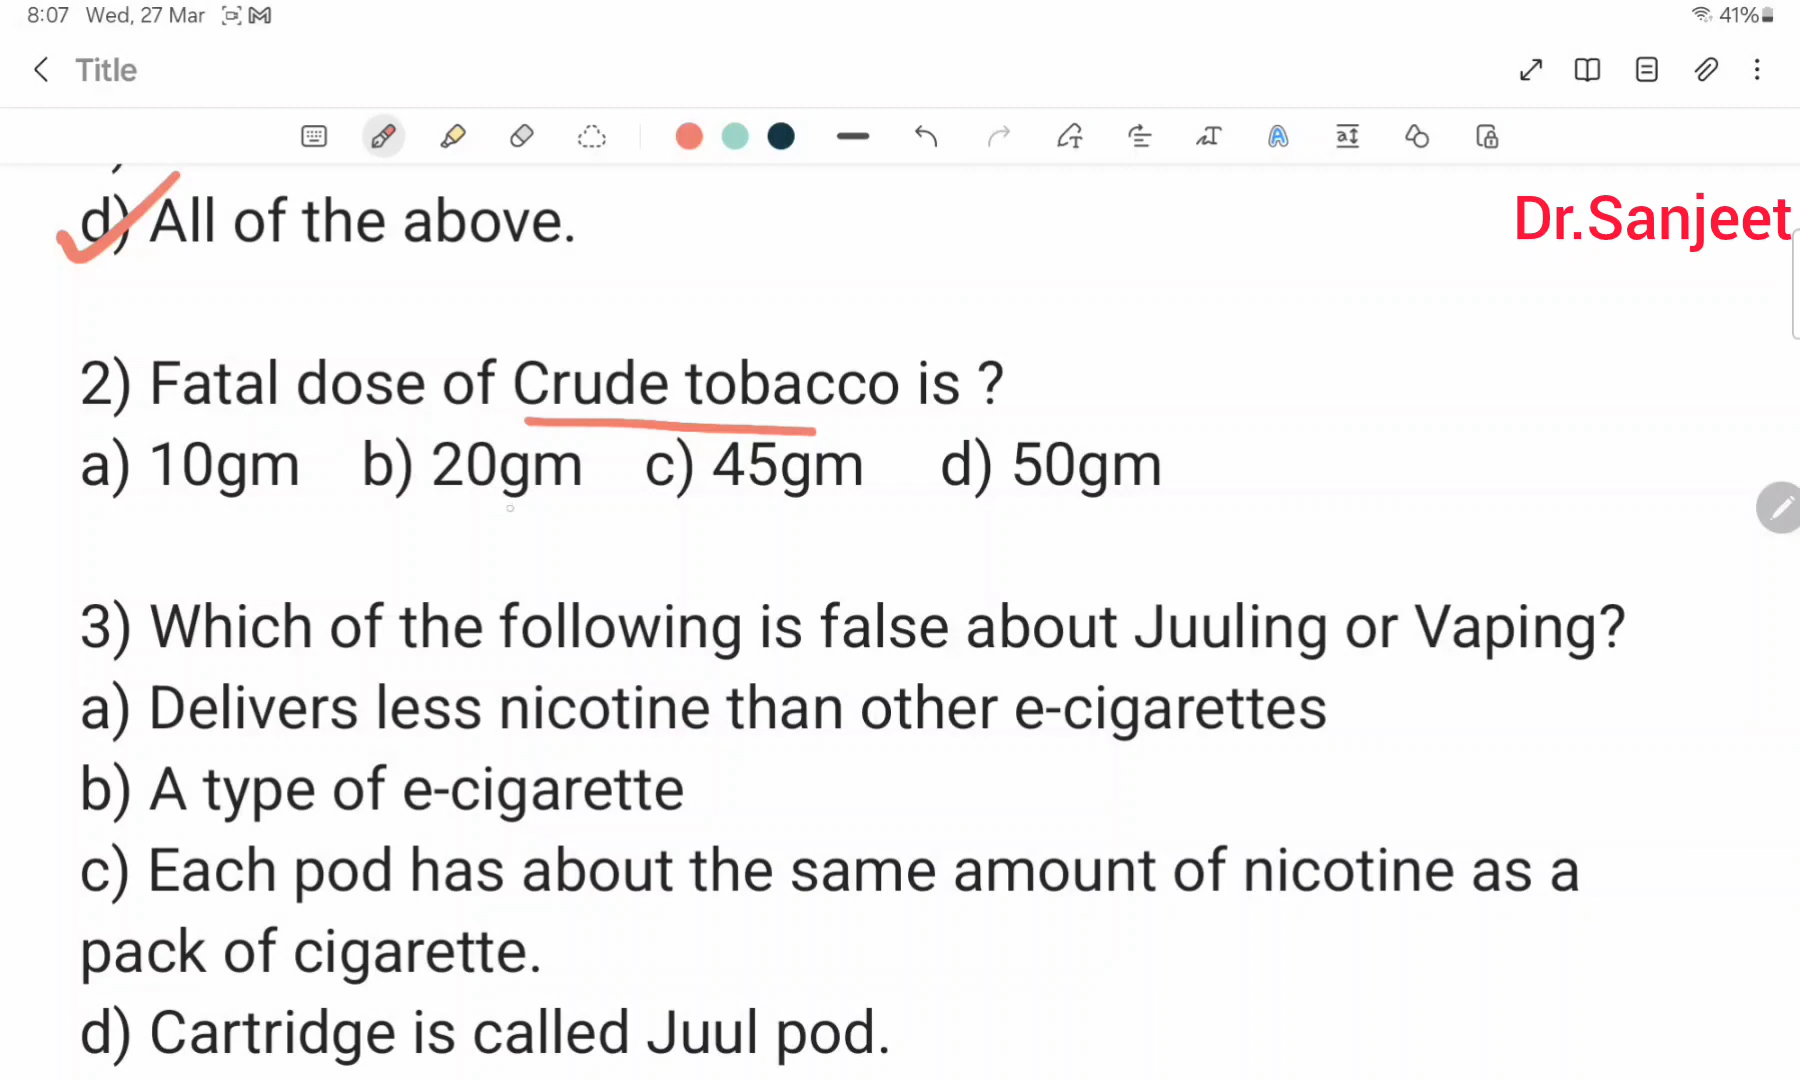 8:07 Wed, 27 Mar 41%
Title
d) All of the above.
Dr.Sanjeet
2) Fatal dose of Crude tobacco is ?
a) 10gm b) 20gm c) 45gm d) 50gm
3) Which of the following is false about Juuling or Vaping?
a) Delivers less nicotine than other e-cigarettes
b) A type of e-cigarette
c) Each pod has about the same amount of nicotine as a
pack of cigarette.
d) Cartridge is called Juul pod.